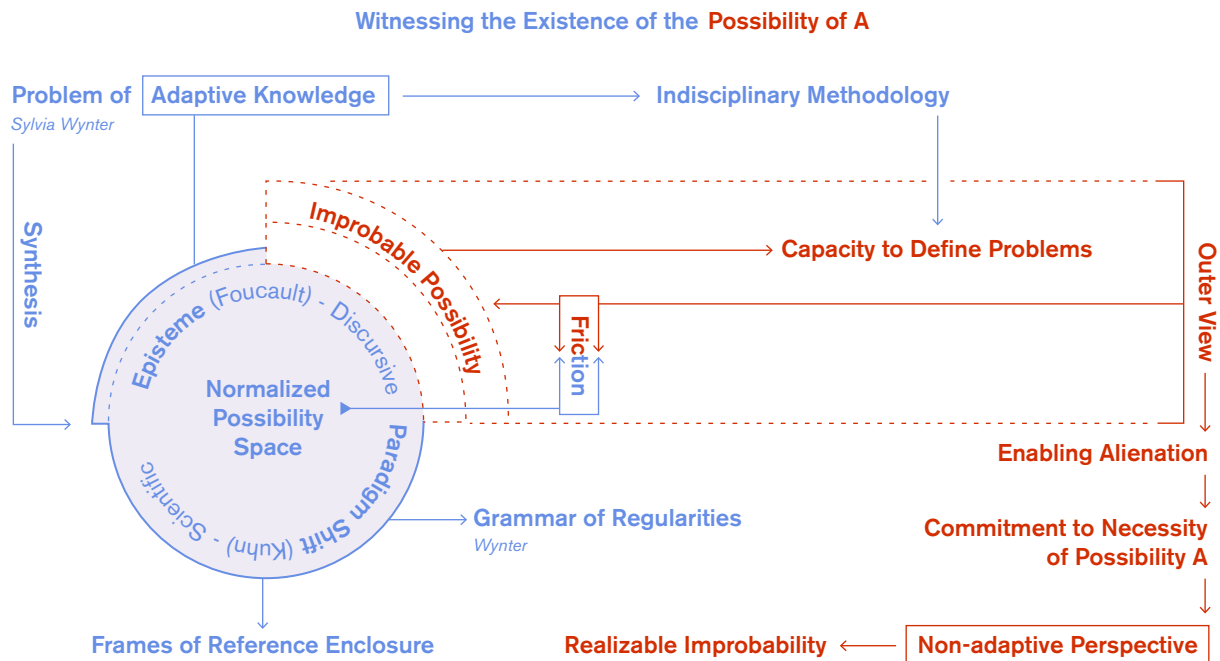 Witnessing the Existence of the Possibility of A
Problem of Adaptive Knowledge
Sylvia Wynter
Indisciplinary Methodology
Synthesis
Improbable Possibility
Capacity to Define Problems
Outer View
Episteme (Foucault) - Discursive
Friction
Normalized
Possibility
Space
Paradigm Shift (Kuhn) - Scientific
Enabling Alienation
Grammar of Regularities
Wynter
Commitment to Necessity
of Possibility A
Frames of Reference Enclosure
Realizable Improbability
Non-adaptive Perspective